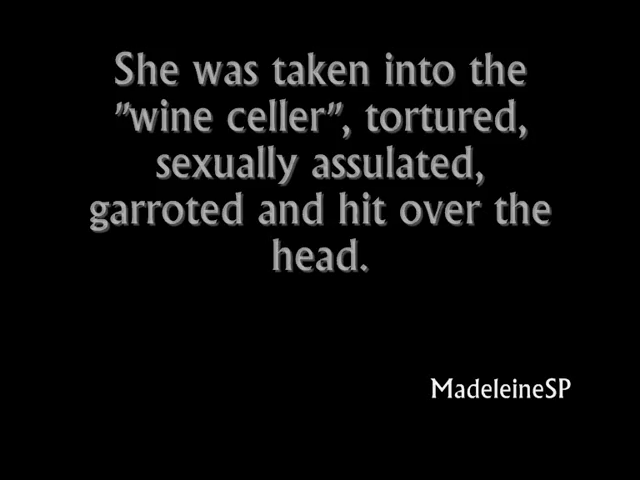 She was taken into the
"wine celler", tortured,
sexually assulated,
garroted and hit over the
head.
MadeleineSP